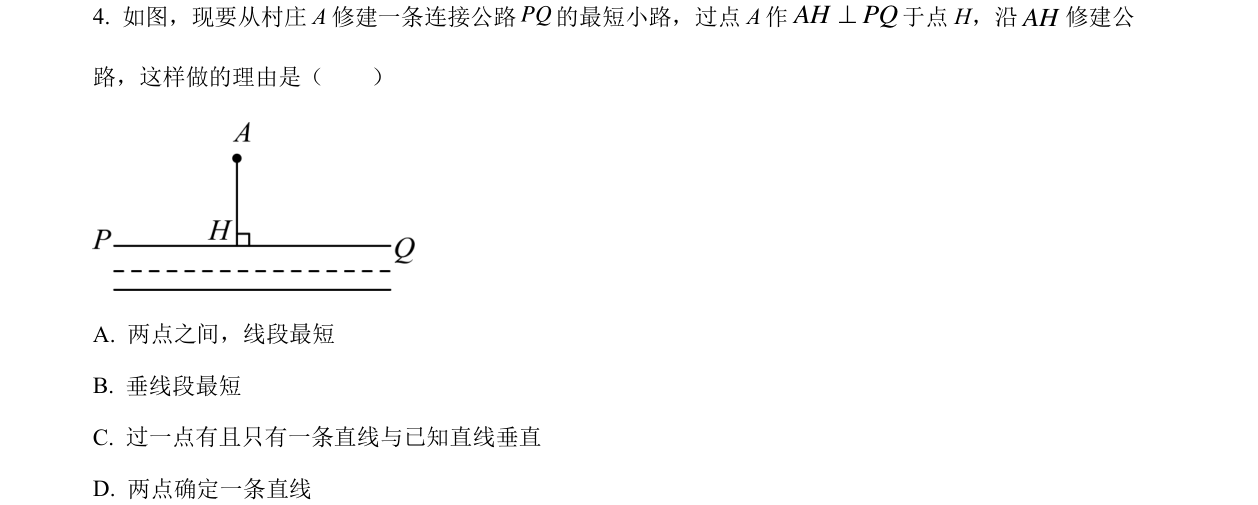 4. 如图，现要从村庄 A 修建一条连接公路 PQ 的最短小路，过点 A 作 AH ⊥ PQ 于点 H，沿 AH 修建公
路，这样做的理由是（　　）
A
H
P
Q
A. 两点之间，线段最短
B. 垂线段最短
C. 过一点有且只有一条直线与已知直线垂直
D. 两点确定一条直线